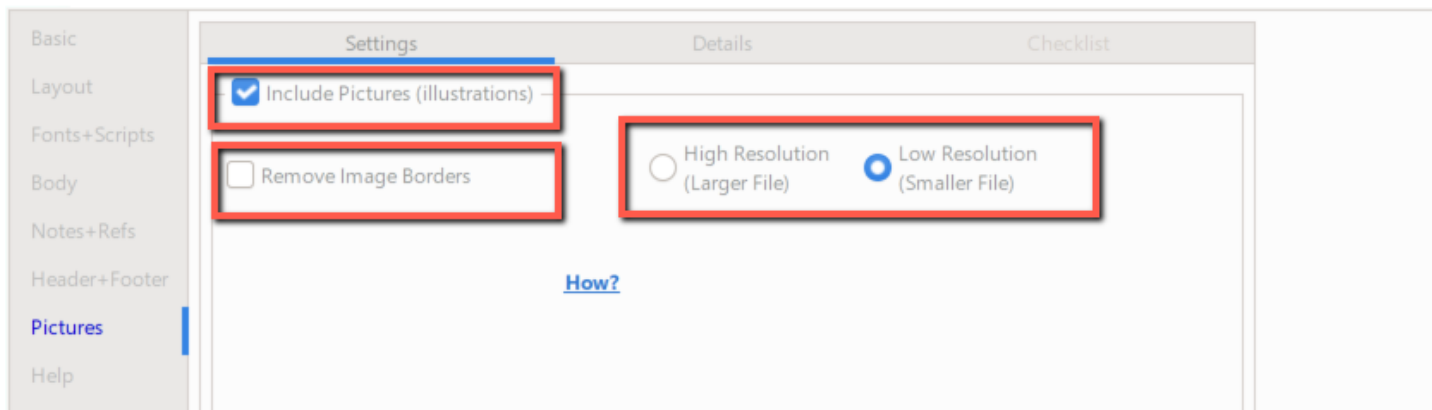 Basic
Layout
Fonts+Scripts
Body
Notes+Refs
Header+Footer
Pictures
Help
Settings
Details
Checklist
Include Pictures (illustrations)
Remove Image Borders
High Resolution
(Larger File)
Low Resolution
(Smaller File)
How?